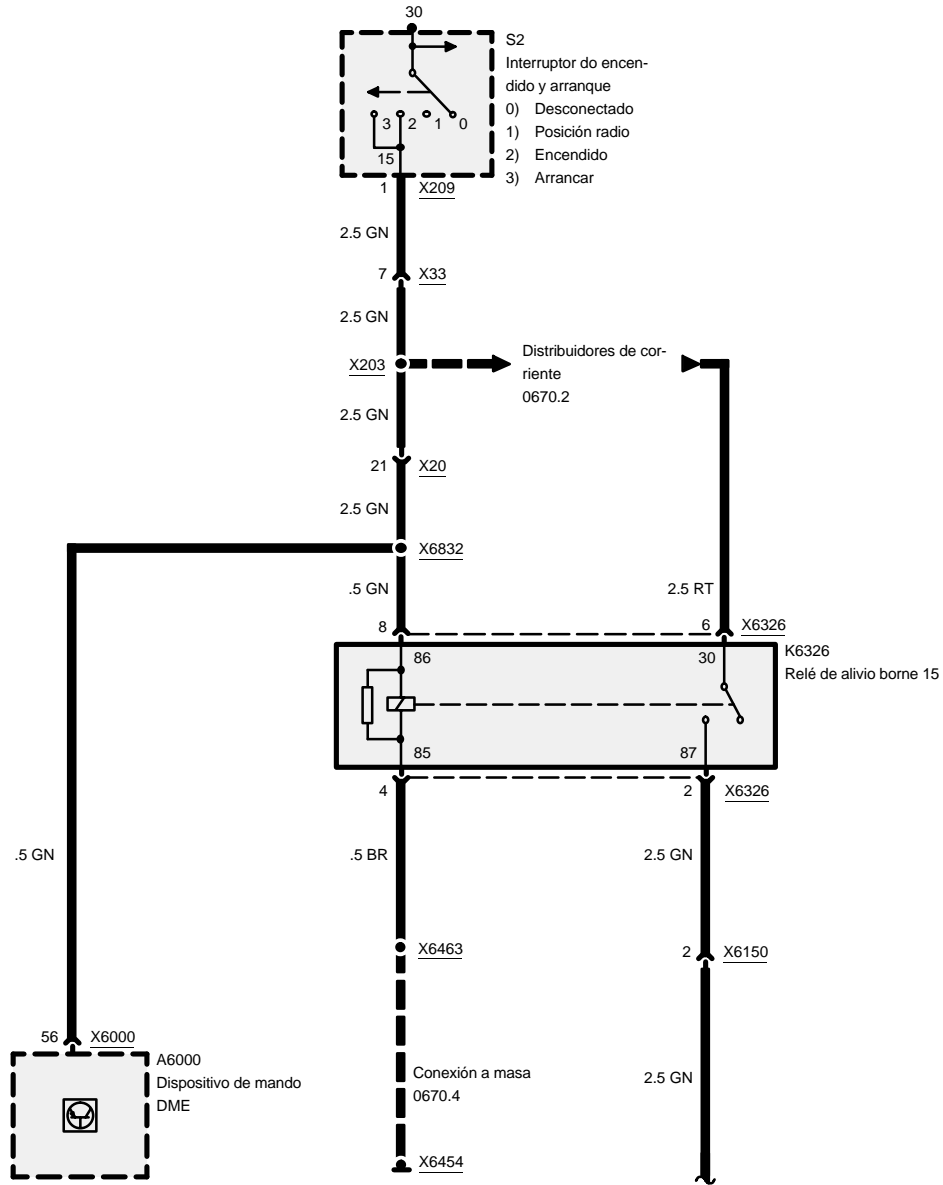 30
S2
Interruptor do encen-
dido y arranque
0) Desconectado
1) Posición radio
2) Encendido
3) Arrancar
3 2 1 0
15
1 X209
2.5 GN
7 X33
2.5 GN
X203
Distribuidores de cor-
riente
0670.2
2.5 GN
21 X20
2.5 GN
X6832
.5 GN
2.5 RT
8
6 X6326
86
30
K6326
Relé de alivio borne 15
85
87
4
2 X6326
.5 GN
.5 BR
2.5 GN
X6463
2 X6150
56 X6000
A6000
Dispositivo de mando
DME
Conexión a masa
0670.4
2.5 GN
X6454